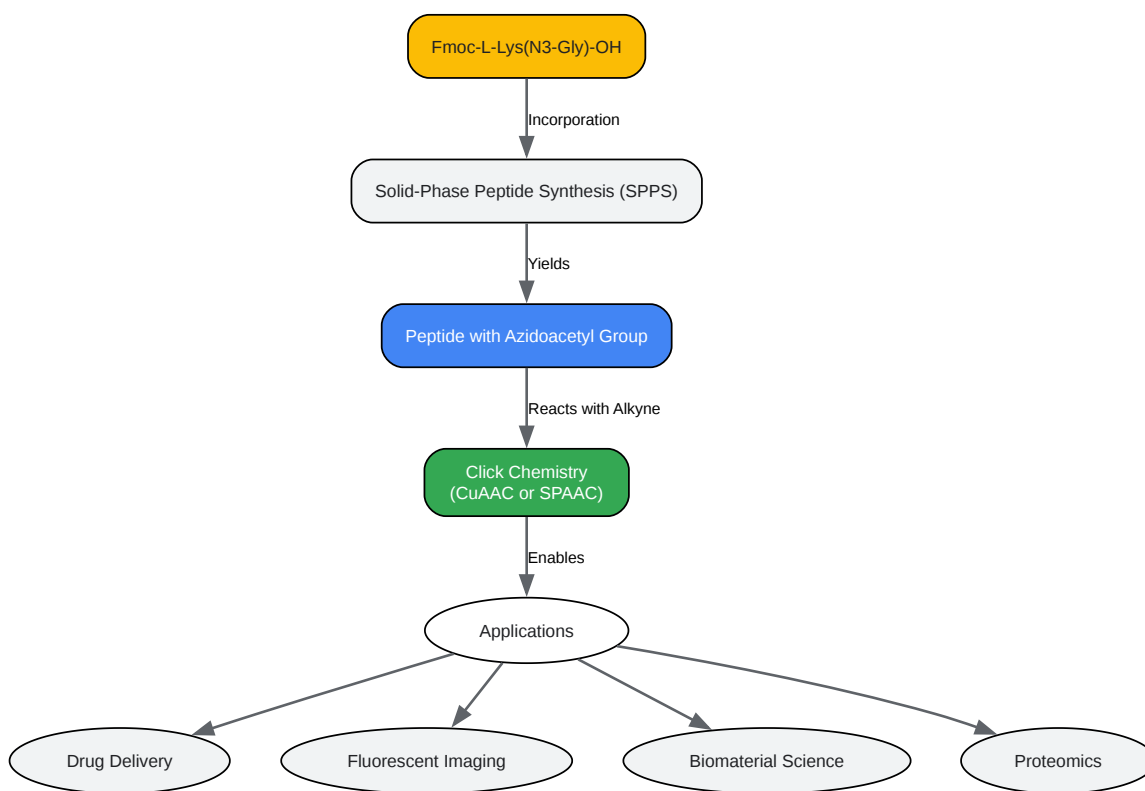 Fmoc-L-Lys(N3-Gly)-OH
Incorporation
Solid-Phase Peptide Synthesis (SPPS)
Yields
Peptide with Azidoacetyl Group
Reacts with Alkyne
Click Chemistry
(CuAAC or SPAAC)
Enables
Applications
Drug Delivery
Fluorescent Imaging
Biomaterial Science
Proteomics